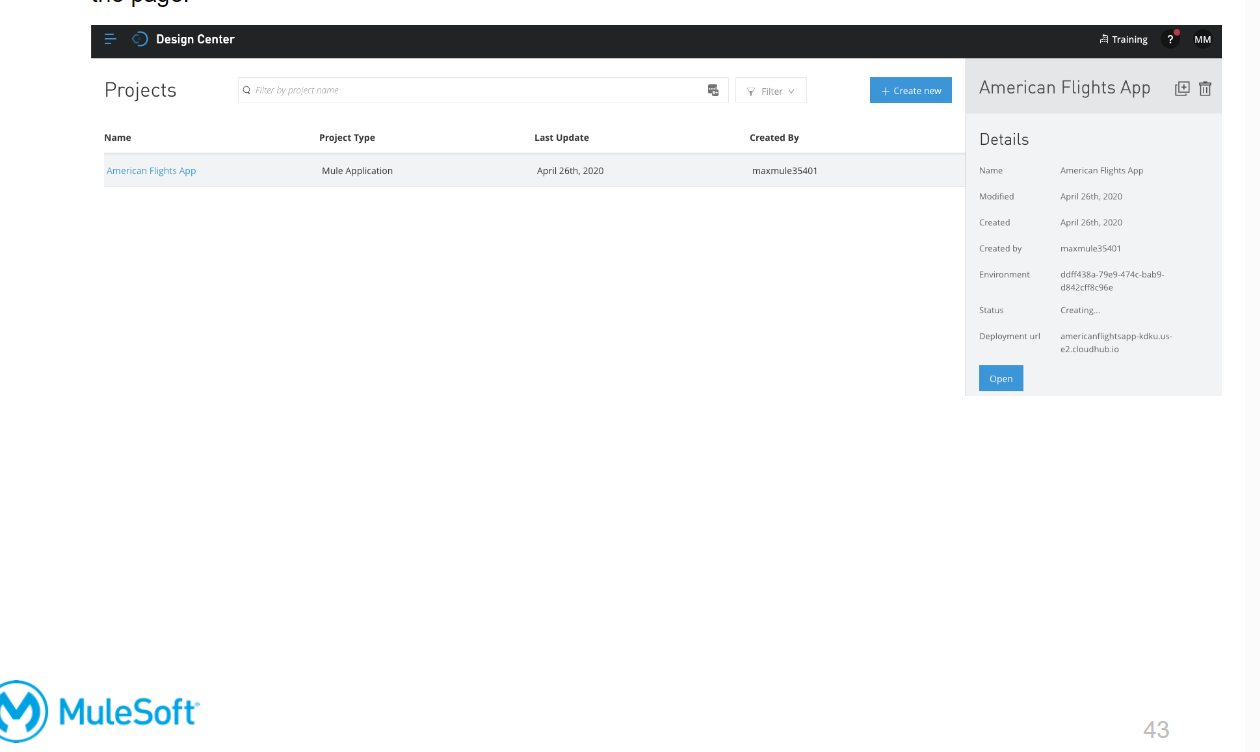 the page.
Design Center
Training ? MM
Projects
Filter by project name
Filter
+ Create new
Name Project Type Last Update Created By
American Flights App Mule Application April 26th, 2020 maxmule35401
American Flights App
Details
Name American Flights App
Modified April 26th, 2020
Created April 26th, 2020
Created by maxmule35401
Environment ddff438a-79e9-474c-bab9-
d842cff8c96e
Status Creating...
Deployment url americanflightsapp-kdku.us-
e2.cloudhub.io
Open
MuleSoft
43